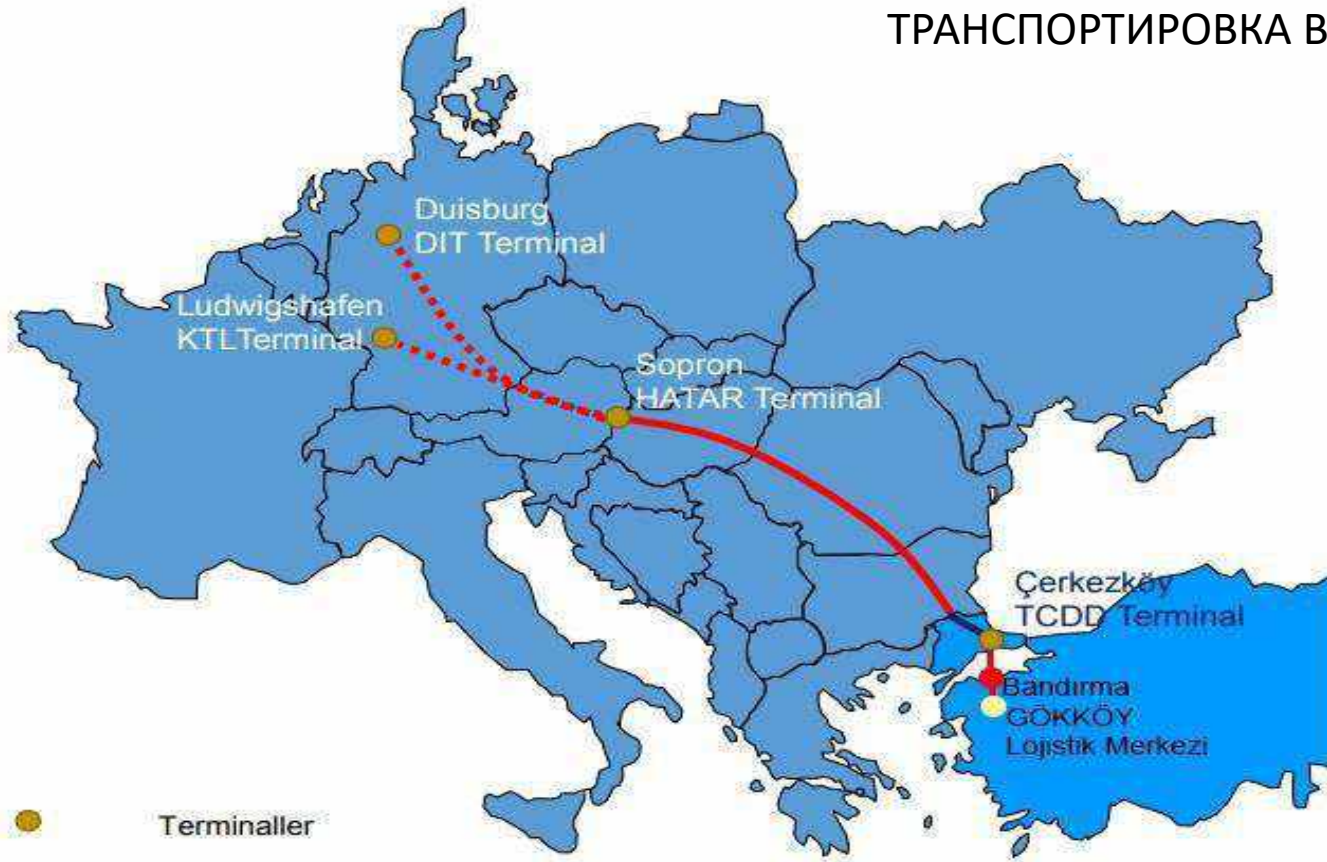 ТРАНСПОРТИРОВКА В
Duisburg
DIT Terminal
Ludwigshafen
KTLTerminal
Sopron
HATAR Terminal
Çerkezköy
TCDD Terminal
Bandırma
GÖKKÖY
Lojistik Merkezi
Terminaller